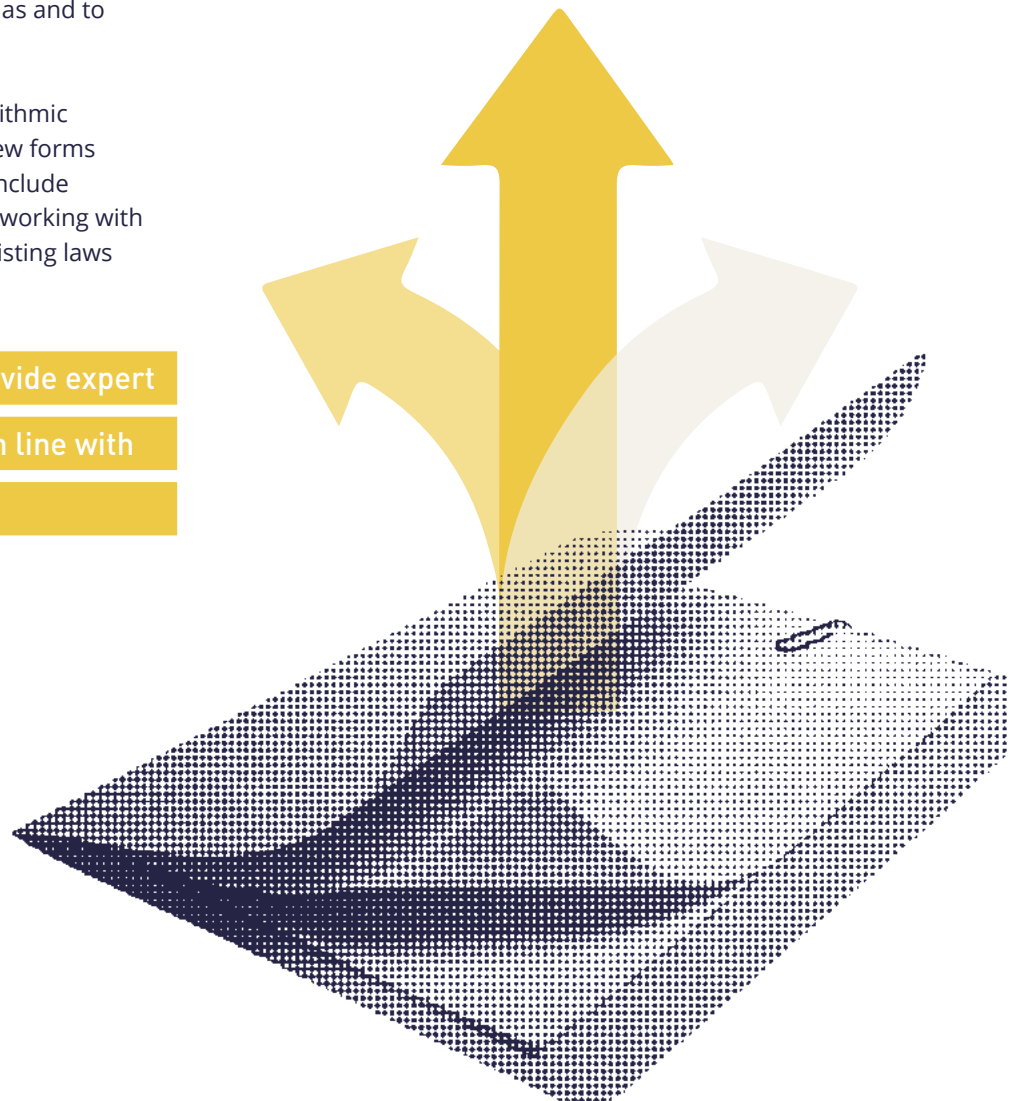 as and to
ithmic
ew forms
nclude
working with
isting laws
vide expert
n line with